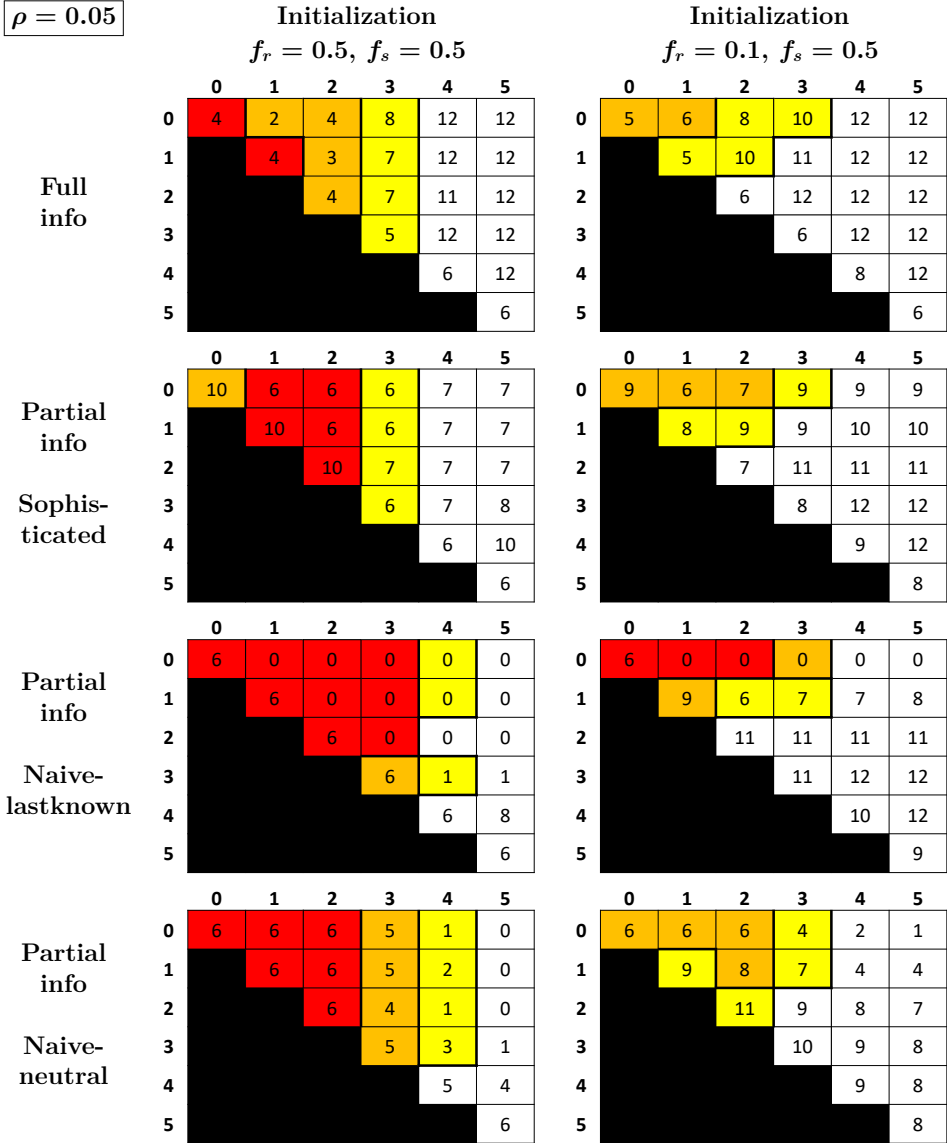 ρ = 0.05
Initialization Initialization
f_r = 0.5, f_s = 0.5 f_r = 0.1, f_s = 0.5
Full
info
0 1 2 3 4 5 0 1 2 3 4 5
0 4 2 4 8 12 12 0 5 6 8 10 12 12
1 4 3 7 12 12 1 5 10 11 12 12
2 4 7 11 12 2 6 12 12 12
3 5 12 12 3 6 12 12
4 6 12 4 8 12
5 6 5 6
Partial
info
Sophis-
ticated
0 1 2 3 4 5 0 1 2 3 4 5
0 10 6 6 6 7 7 0 9 6 7 9 9 9
1 10 6 6 7 7 1 8 9 9 10 10
2 10 7 7 7 2 7 11 11 11
3 6 7 8 3 8 12 12
4 6 10 4 9 12
5 6 5 8
Partial
info
Naive-
lastknown
0 1 2 3 4 5 0 1 2 3 4 5
0 6 0 0 0 0 0 0 6 0 0 0 0 0
1 6 0 0 0 0 1 9 6 7 7 8
2 6 0 0 0 2 11 11 11 11
3 6 1 1 3 11 12 12
4 6 8 4 10 12
5 6 5 9
Partial
info
Naive-
neutral
0 1 2 3 4 5 0 1 2 3 4 5
0 6 6 6 5 1 0 0 6 6 6 4 2 1
1 6 6 5 2 0 1 9 8 7 4 4
2 6 4 1 0 2 11 9 8 7
3 5 3 1 3 10 9 8
4 5 4 4 9 8
5 6 5 8